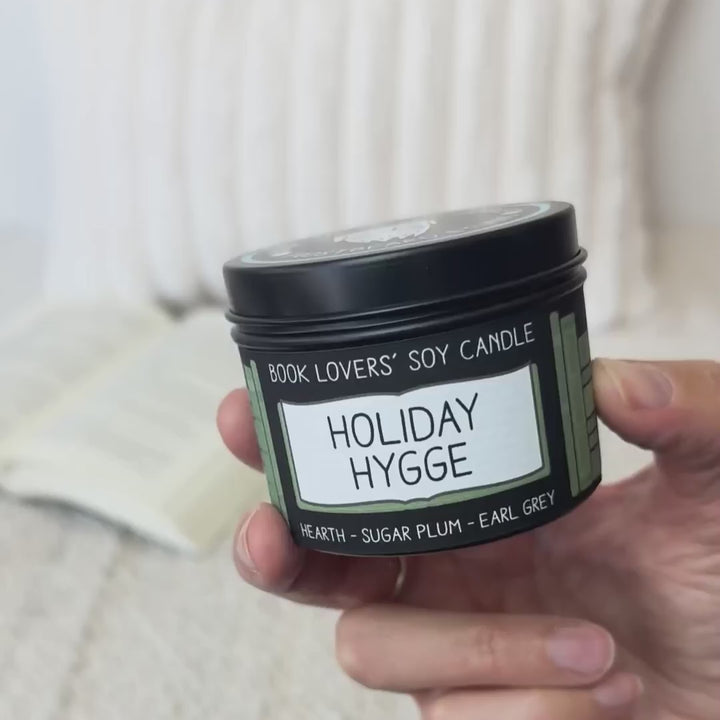 BOOK LOVERS' SOY CANDLE
HOLIDAY
HYGGE
HEARTH - SUGAR PLUM - EARL GREY